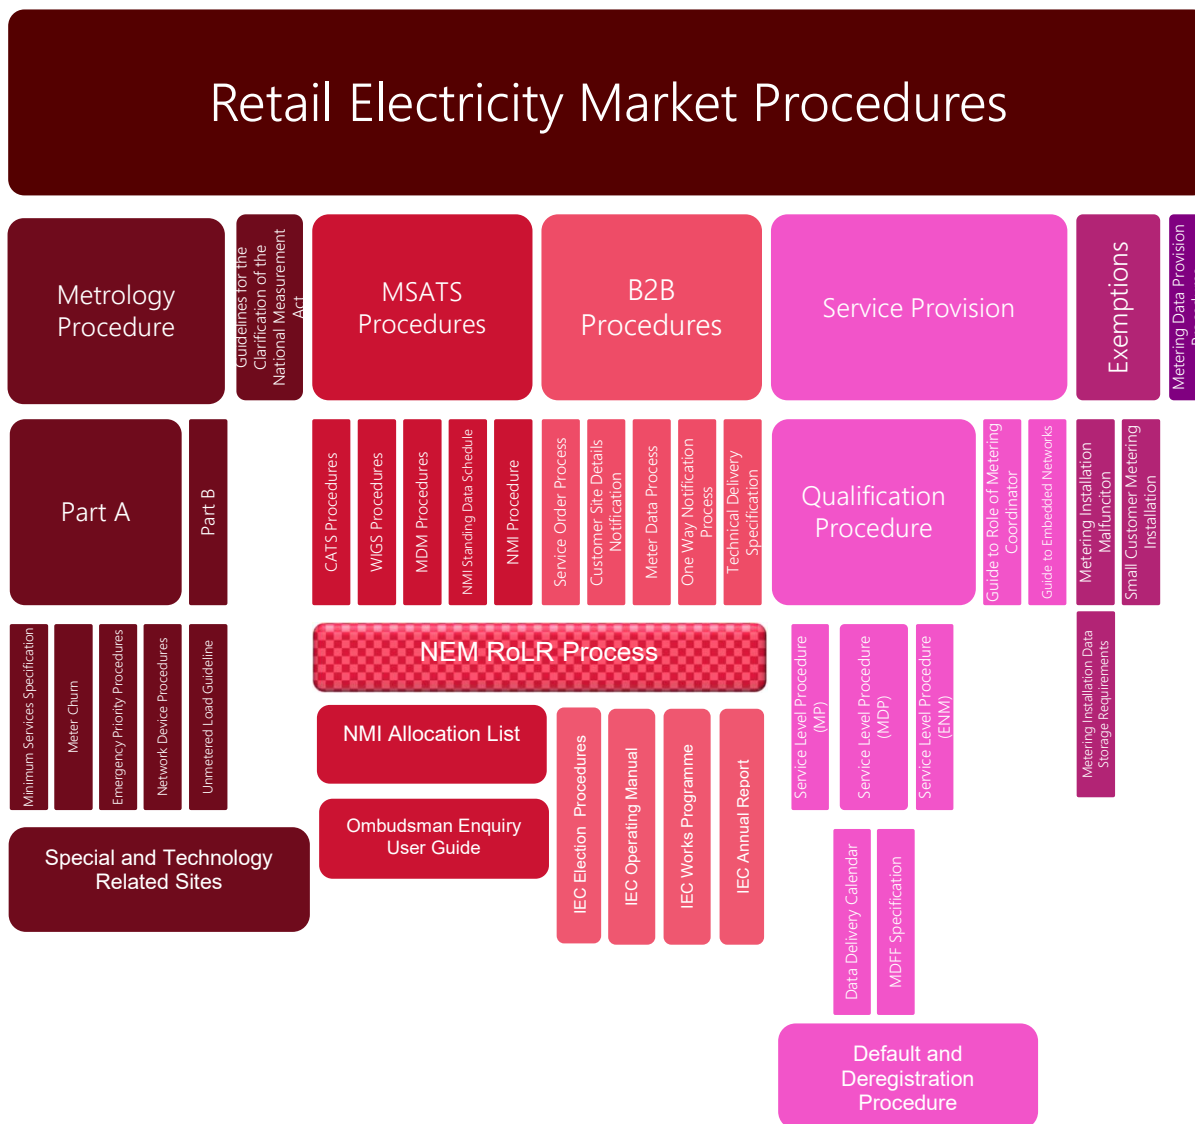 Retail Electricity Market Procedures
Metrology
Procedure
Guidelines for the
Clarification of the
National Measurement
Act
MSATS
Procedures
B2B
Procedures
Service Provision
Exemptions
Metering Data Provision
Part A
Part B
CATS Procedures
WIGS Procedures
MDM Procedures
NMI Standing Data Schedule
NMI Procedure
Service Order Process
Customer Site Details
Notification
Meter Data Process
One Way Notification
Process
Technical Delivery
Specification
Qualification
Procedure
Guide to Role of Metering
Coordinator
Guide to Embedded Networks
Metering Installation
Malfunciton
Small Customer Metering
Installation
Minimum Services Specification
Meter Churn
Emergency Priority Procedures
Network Device Procedures
Unmetered Load Guideline
NEM RoLR Process
Service Level Procedure
(MP)
Service Level Procedure
(MDP)
Service Level Procedure
(ENM)
Metering Installation Data
Storage Requirements
NMI Allocation List
Ombudsman Enquiry
User Guide
IEC Election  Procedures
IEC Operating Manual
IEC Works Programme
IEC Annual Report
Special and Technology
Related Sites
Data Delivery Calendar
MDFF Specification
Default and
Deregistration
Procedure